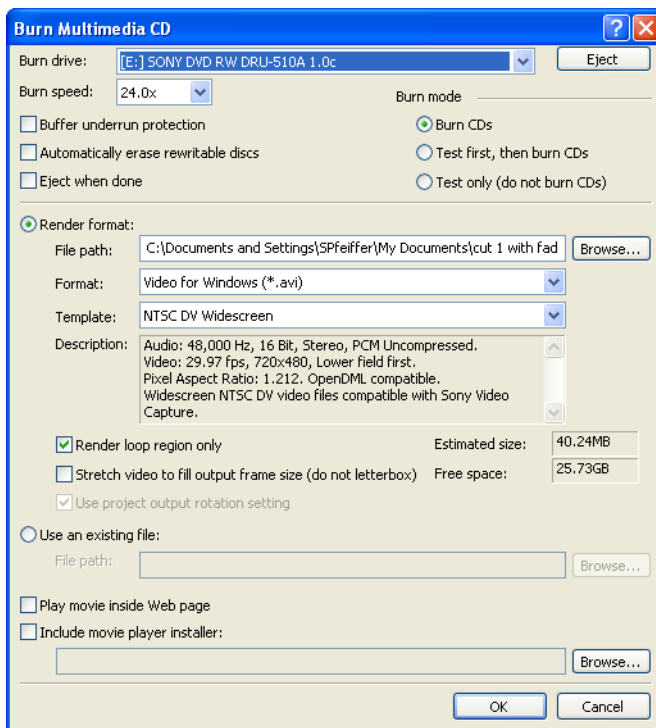 Burn Multimedia CD
Burn drive: [E:] SONY DVD RW DRU-510A 1.0c Eject
Burn speed: 24.0x
Burn mode
Buffer underrun protection
Burn CDs
Automatically erase rewritable discs
Test first, then burn CDs
Eject when done
Test only (do not burn CDs)
Render format:
File path: C:\Documents and Settings\SPfeiffer\My Documents\cut 1 with fad Browse...
Format: Video for Windows (*.avi)
Template: NTSC DV Widescreen
Description: Audio: 48,000 Hz, 16 Bit, Stereo, PCM Uncompressed.
Video: 29.97 fps, 720x480, Lower field first.
Pixel Aspect Ratio: 1.212. OpenDML compatible.
Widescreen NTSC DV video files compatible with Sony Video
Capture.
Render loop region only
Estimated size: 40.24MB
Stretch video to fill output frame size (do not letterbox)
Free space: 25.73GB
Use project output rotation setting
Use an existing file:
File path: Browse...
Play movie inside Web page
Include movie player installer:
Browse...
OK Cancel